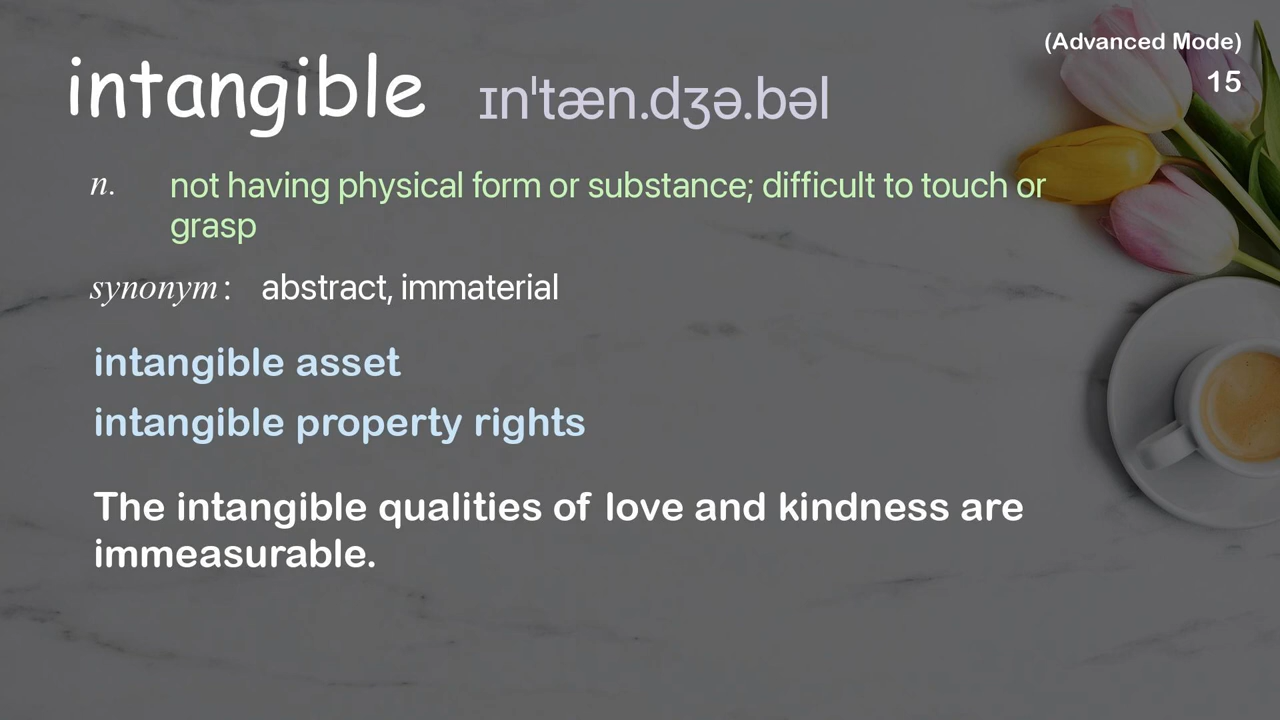 (Advanced Mode)
15
intangible ɪnˈtæn.dʒə.bəl
n. not having physical form or substance; difficult to touch or
grasp
synonym : abstract, immaterial
intangible asset
intangible property rights
The intangible qualities of love and kindness are
immeasurable.